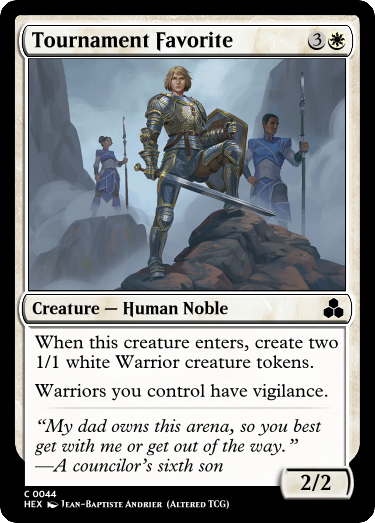 Tournament Favorite 3
Creature — Human Noble
When this creature enters, create two
1/1 white Warrior creature tokens.
Warriors you control have vigilance.
“My dad owns this arena, so you best
get with me or get out of the way.”
—A councilor’s sixth son
2/2
C 0044
HEX Jean-Baptiste Andrier (Altered TCG)